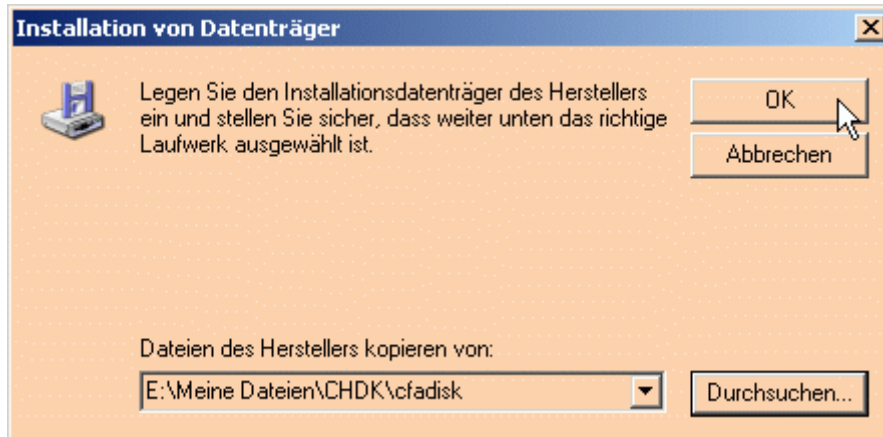 Installation von Datenträger
Legen Sie den Installationsdatenträger des Herstellers
ein und stellen Sie sicher, dass weiter unten das richtige
Laufwerk ausgewählt ist.
OK
Abbrechen
Dateien des Herstellers kopieren von:
E:\Meine Dateien\CHDK\cfadisk
Durchsuchen...